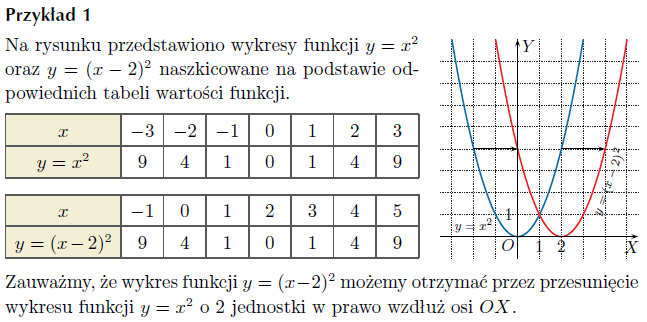 Przykład 1
Na rysunku przedstawiono wykresy funkcji y = x²
oraz y = (x − 2)² naszkicowane na podstawie od-
powiednich tabeli wartości funkcji.
x −3 −2 −1 0 1 2 3
y = x² 9 4 1 0 1 4 9
x −1 0 1 2 3 4 5
y = (x − 2)² 9 4 1 0 1 4 9
Y
y = (x − 2)²
1
y = x²
O 1 2 X
Zauważmy, że wykres funkcji y = (x−2)² możemy otrzymać przez przesunięcie
wykresu funkcji y = x² o 2 jednostki w prawo wzdłuż osi OX.